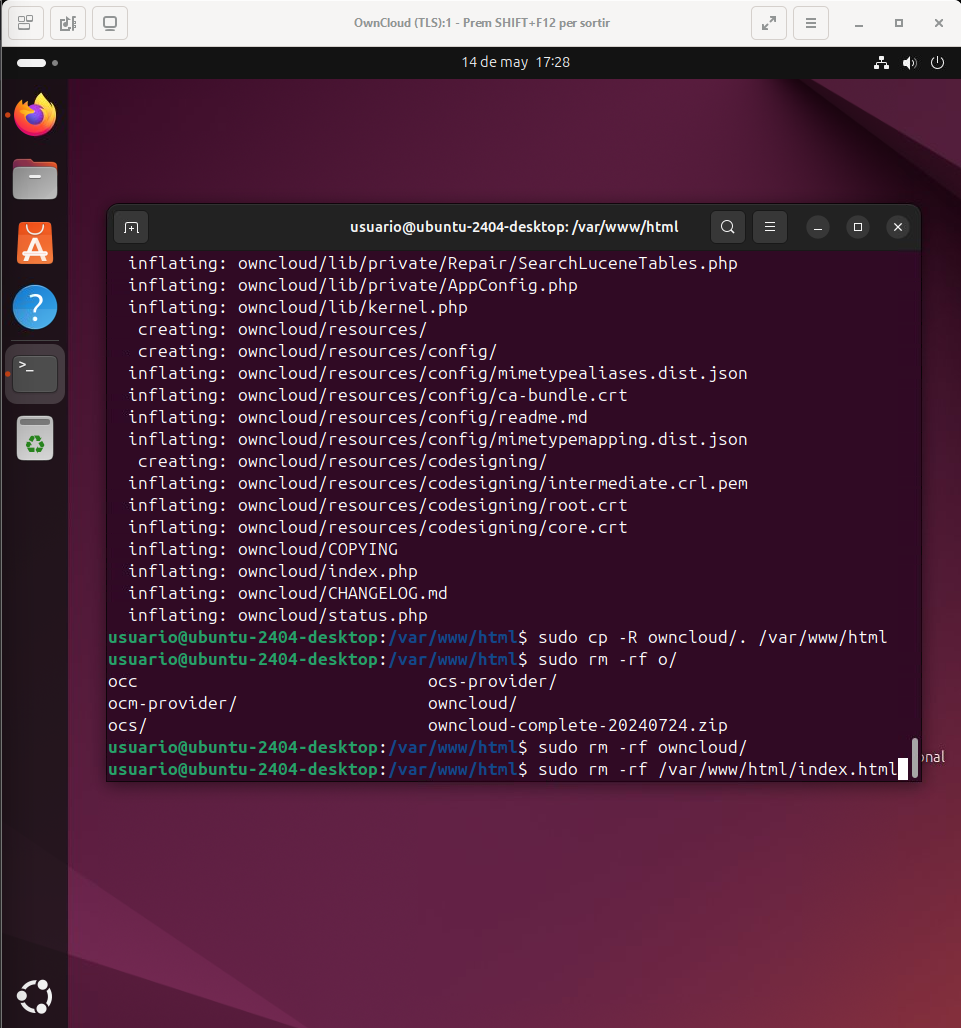 OwnCloud (TLS):1 - Prem SHIFT+F12 per sortir
14 de may 17:28
usuario@ubuntu-2404-desktop: /var/www/html
inflating: owncloud/lib/private/Repair/SearchLuceneTables.php
inflating: owncloud/lib/private/AppConfig.php
inflating: owncloud/lib/kernel.php
creating: owncloud/resources/
creating: owncloud/resources/config/
inflating: owncloud/resources/config/mimetypealiases.dist.json
inflating: owncloud/resources/config/ca-bundle.crt
inflating: owncloud/resources/config/readme.md
inflating: owncloud/resources/config/mimetypemapping.dist.json
creating: owncloud/resources/codesigning/
inflating: owncloud/resources/codesigning/intermediate.crl.pem
inflating: owncloud/resources/codesigning/root.crt
inflating: owncloud/resources/codesigning/core.crt
inflating: owncloud/COPYING
inflating: owncloud/index.php
inflating: owncloud/CHANGELOG.md
inflating: owncloud/status.php
usuario@ubuntu-2404-desktop:/var/www/html$ sudo cp -R owncloud/. /var/www/html
usuario@ubuntu-2404-desktop:/var/www/html$ sudo rm -rf o/
occ ocs-provider/
ocm-provider/ owncloud/
ocs/ owncloud-complete-20240724.zip
usuario@ubuntu-2404-desktop:/var/www/html$ sudo rm -rf owncloud/
usuario@ubuntu-2404-desktop:/var/www/html$ sudo rm -rf /var/www/html/index.html